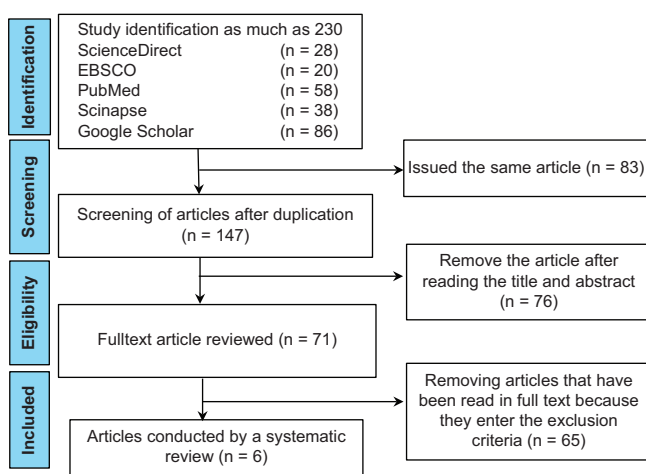 Identification
Study identification as much as 230
ScienceDirect (n = 28)
EBSCO (n = 20)
PubMed (n = 58)
Scinapse (n = 38)
Google Scholar (n = 86)
Screening
Issued the same article (n = 83)
Screening of articles after duplication
(n = 147)
Eligibility
Remove the article after
reading the title and abstract
(n = 76)
Fulltext article reviewed (n = 71)
Included
Removing articles that have
been read in full text because
they enter the exclusion
criteria (n = 65)
Articles conducted by a systematic
review (n = 6)